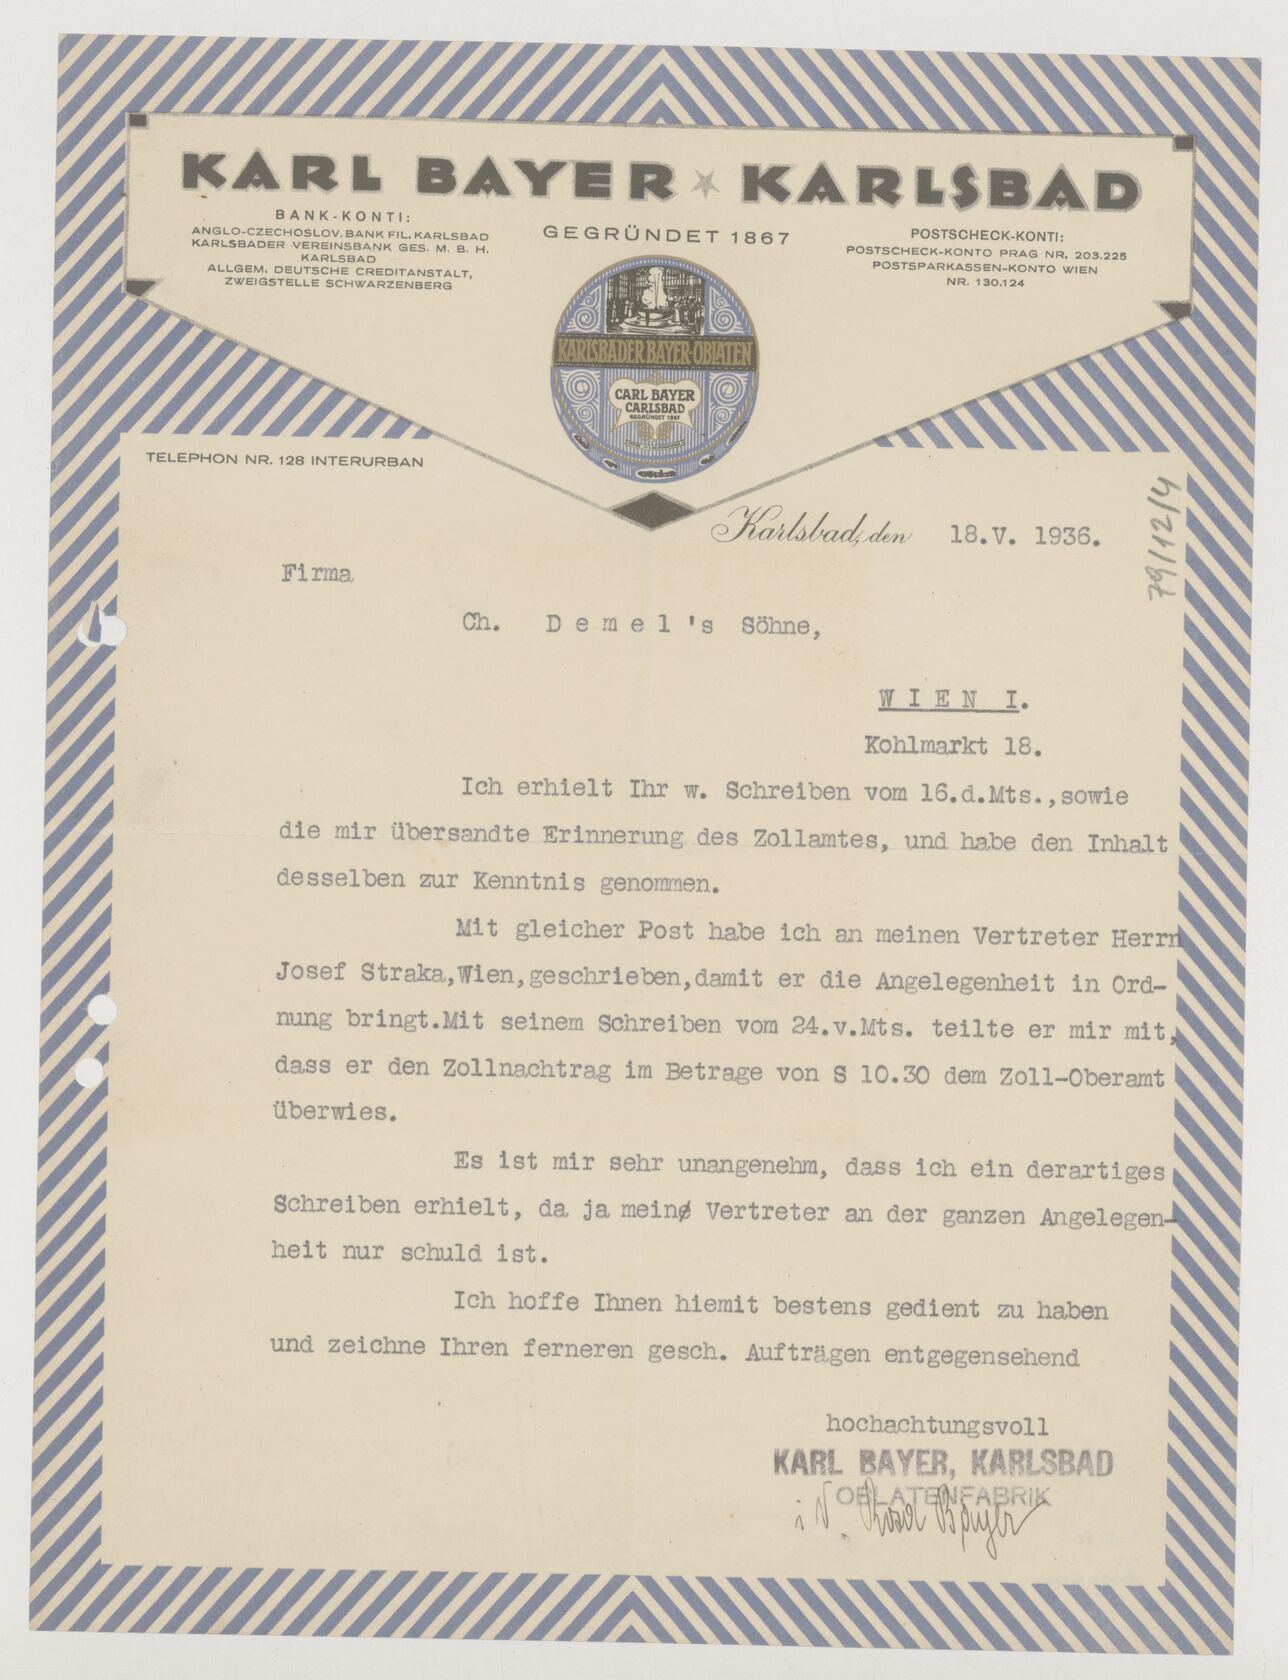 KARL BAYER ★ KARLSBAD
BANK-KONTI:
ANGLO-CZECHOSLOV. BANK FIL. KARLSBAD
KARLSBADER VEREINSBANK GES. M. B. H.
KARLSBAD
ALLGEM. DEUTSCHE CREDITANSTALT,
ZWEIGSTELLE SCHWARZENBERG
GEGRÜNDET 1867
POSTSCHECK-KONTI:
POSTSCHECK-KONTO PRAG NR. 203.225
POSTSPARKASSEN-KONTO WIEN
NR. 130.124
KARLSBADER BAYER-OBLATEN
CARL BAYER
CARLSBAD
GEGRÜNDET 1867
TELEPHON NR. 128 INTERURBAN
Karlsbad, den 18.V. 1936.
79/12/4
Firma
Ch. Demel's Söhne,
WIEN I.
Kohlmarkt 18.
Ich erhielt Ihr w. Schreiben vom 16.d.Mts.,sowie
die mir übersandte Erinnerung des Zollamtes, und habe den Inhalt
desselben zur Kenntnis genommen.
Mit gleicher Post habe ich an meinen Vertreter Herrn
Josef Straka,Wien,geschrieben,damit er die Angelegenheit in Ord-
nung bringt.Mit seinem Schreiben vom 24.v.Mts. teilte er mir mit,
dass er den Zollnachtrag im Betrage von S 10.30 dem Zoll-Oberamt
überwies.
Es ist mir sehr unangenehm, dass ich ein derartiges
Schreiben erhielt, da ja mein Vertreter an der ganzen Angelegen-
heit nur schuld ist.
Ich hoffe Ihnen hiemit bestens gedient zu haben
und zeichne Ihren ferneren gesch. Aufträgen entgegensehend
hochachtungsvoll
KARL BAYER, KARLSBAD
OBLATENFABRIK
i V. Rosa Bayer